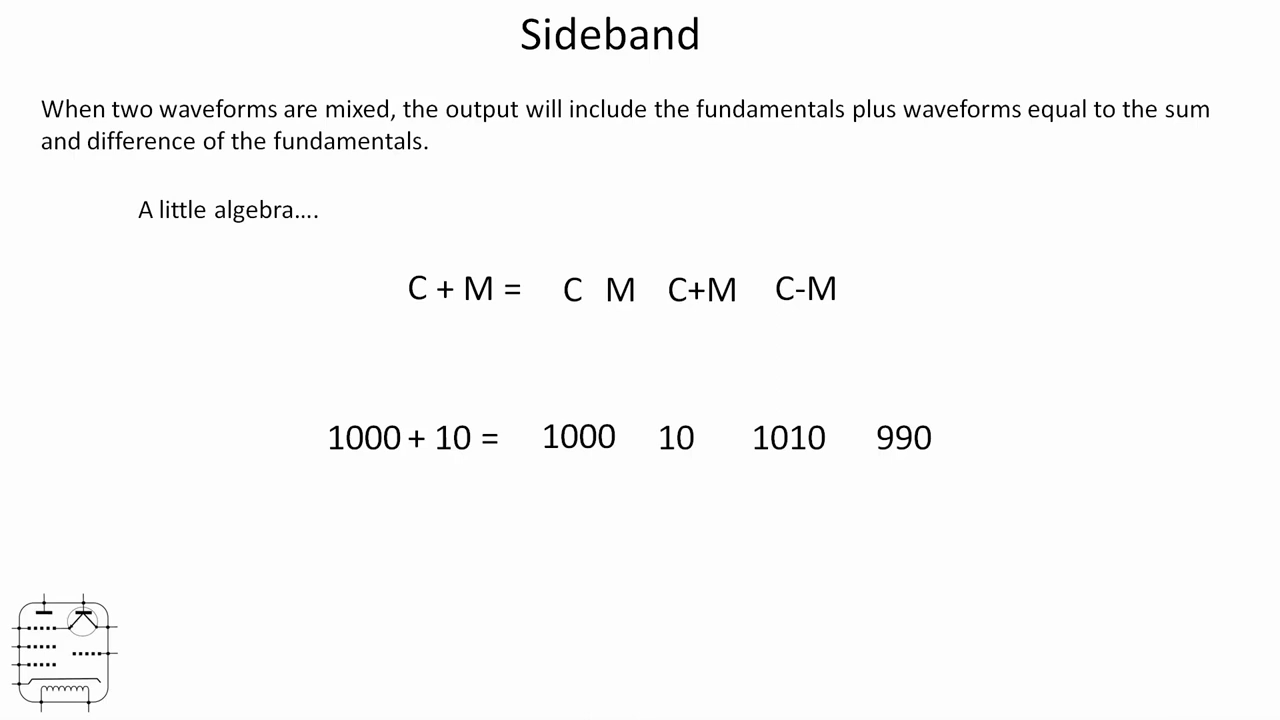 Sideband
When two waveforms are mixed, the output will include the fundamentals plus waveforms equal to the sum
and difference of the fundamentals.
A little algebra….
C + M = C M C+M C-M
1000 + 10 = 1000 10 1010 990